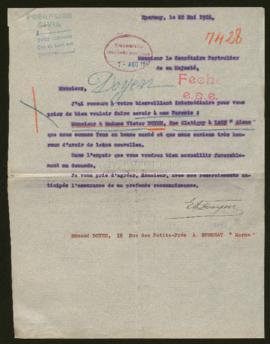 Epernay, le 28 Mai 191
7428
Monsieur le Secrétaire Particulier
de sa Majesté,
Doyen
Monsieur,
J'ai recours à votre bienveillant intermédiaire pour vous
prier de bien vouloir faire savoir à mes Parents :
Monsieur & Madame Victor DOYEN, Rue à LAON " Aisne "
que nous sommes tous en bonne santé et que nous serions très heu-
reux d'avoir de leurs nouvelles.
Dans l'espoir que vous voudrez bien accueillir favorable-
ment ma demande,
Je vous prie d'agréer, Monsieur, avec mes remerciements an-
ticipés l'assurance de ma profonde reconnaissance.
EDoyen
Edmond DOYEN, 18 Rue des Petits-Prés à EPERNAY " Marne "